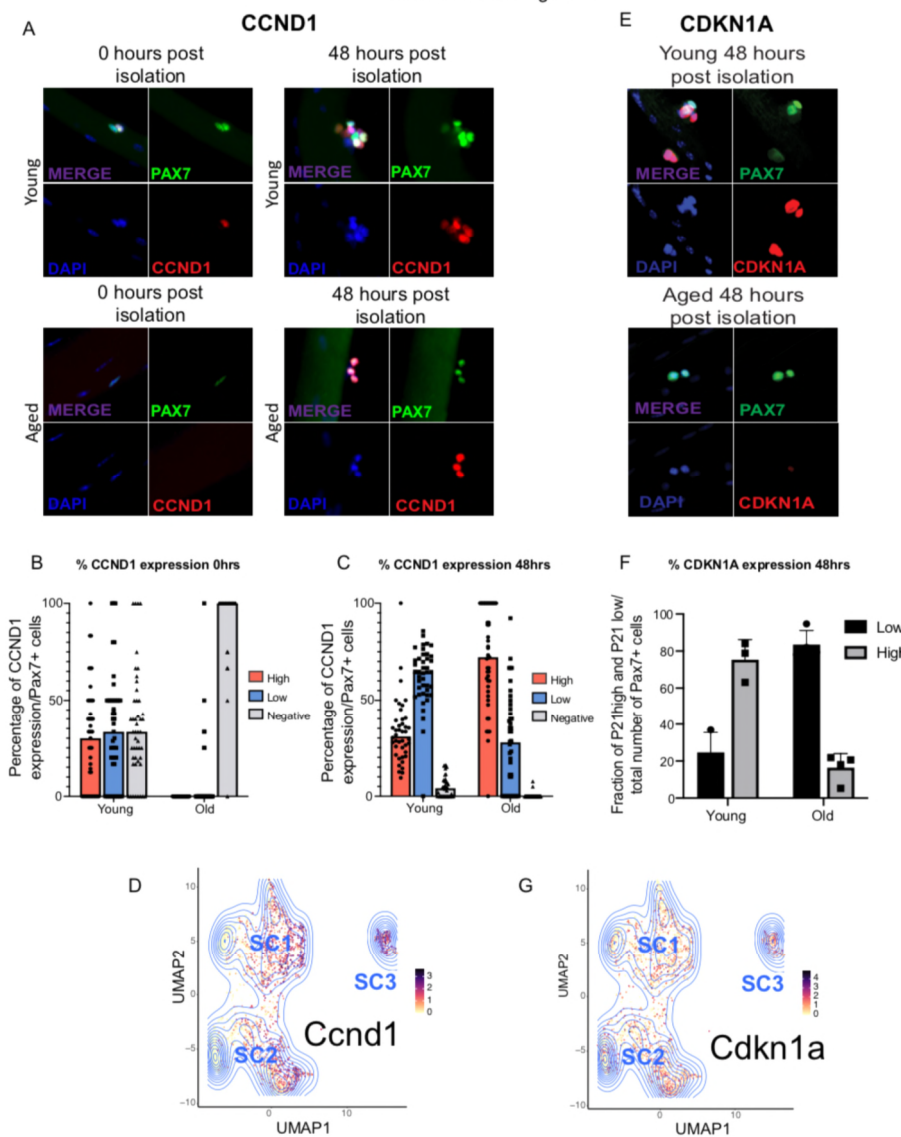 A
CCND1
0 hours post
isolation
48 hours post
isolation
Young
MERGE
PAX7
DAPI
CCND1
Young
MERGE
PAX7
DAPI
CCND1
0 hours post
isolation
48 hours post
isolation
Aged
MERGE
PAX7
DAPI
CCND1
Aged
MERGE
PAX7
DAPI
CCND1
E
CDKN1A
Young 48 hours
post isolation
MERGE
PAX7
DAPI
CDKN1A
Aged 48 hours
post isolation
MERGE
PAX7
DAPI
CDKN1A
B
% CCND1 expression 0hrs
Percentage of CCND1
expression/Pax7+ cells
100
50
0
Young
Old
High
Low
Negative
C
% CCND1 expression 48hrs
Percentage of CCND1
expression/Pax7+ cells
100
50
0
Young
Old
High
Low
Negative
F
% CDKN1A expression 48hrs
Fraction of P21high and P21 low/
total number of Pax7+ cells
100
80
60
40
20
0
Young
Old
Low
High
D
UMAP2
10
5
0
−5
−10
SC1
SC2
SC3
3
2
1
0
Ccnd1
0
10
UMAP1
G
UMAP2
10
5
0
−5
−10
SC1
SC2
SC3
4
3
2
1
0
Cdkn1a
0
10
UMAP1